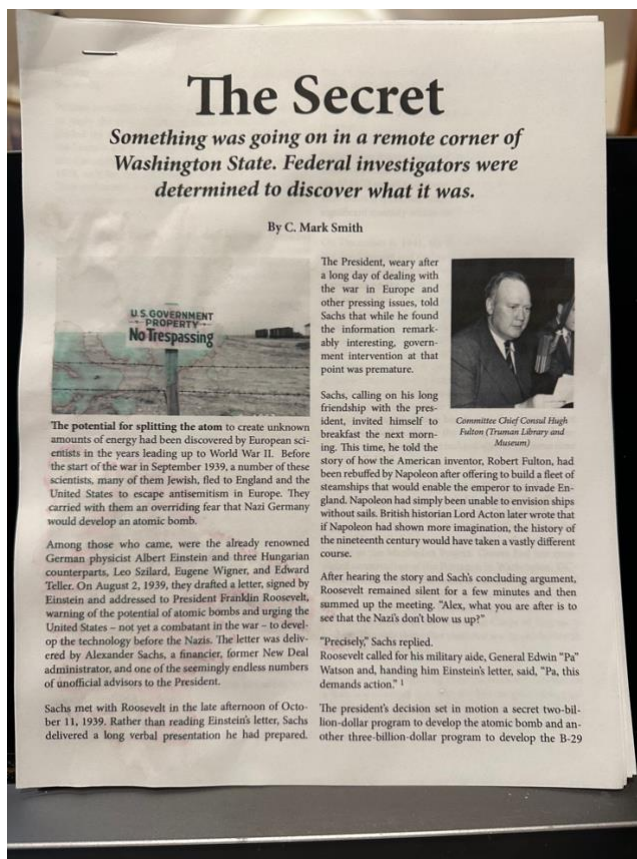 The Secret
Something was going on in a remote corner of
Washington State. Federal investigators were
determined to discover what it was.
By C. Mark Smith
U.S. GOVERNMENT
PROPERTY
No Trespassing
The potential for splitting the atom to create unknown
amounts of energy had been discovered by European sci-
entists in the years leading up to World War II. Before
the start of the war in September 1939, a number of these
scientists, many of them Jewish, fled to England and the
United States to escape antisemitism in Europe. They
carried with them an overriding fear that Nazi Germany
would develop an atomic bomb.
Among those who came, were the already renowned
German physicist Albert Einstein and three Hungarian
counterparts, Leo Szilard, Eugene Wigner, and Edward
Teller. On August 2, 1939, they drafted a letter, signed by
Einstein and addressed to President Franklin Roosevelt,
warning of the potential of atomic bombs and urging the
United States – not yet a combatant in the war – to devel-
op the technology before the Nazis. The letter was deliv-
ered by Alexander Sachs, a financier, former New Deal
administrator, and one of the seemingly endless numbers
of unofficial advisors to the President.
Sachs met with Roosevelt in the late afternoon of Octo-
ber 11, 1939. Rather than reading Einstein's letter, Sachs
delivered a long verbal presentation he had prepared.
The President, weary after
a long day of dealing with
the war in Europe and
other pressing issues, told
Sachs that while he found
the information remark-
ably interesting, govern-
ment intervention at that
point was premature.
Sachs, calling on his long
friendship with the pres-
ident, invited himself to
breakfast the next morn-
ing. This time, he told the
Committee Chief Consul Hugh
Fulton (Truman Library and
Museum)
story of how the American inventor, Robert Fulton, had
been rebuffed by Napoleon after offering to build a fleet of
steamships that would enable the emperor to invade En-
gland. Napoleon had simply been unable to envision ships
without sails. British historian Lord Acton later wrote that
if Napoleon had shown more imagination, the history of
the nineteenth century would have taken a vastly different
course.
After hearing the story and Sach's concluding argument,
Roosevelt remained silent for a few minutes and then
summed up the meeting. "Alex, what you are after is to
see that the Nazi's don't blow us up?"
"Precisely," Sachs replied.
Roosevelt called for his military aide, General Edwin "Pa"
Watson and, handing him Einstein's letter, said, "Pa, this
demands action." 1
The president's decision set in motion a secret two-bil-
lion-dollar program to develop the atomic bomb and an-
other three-billion-dollar program to develop the B-29